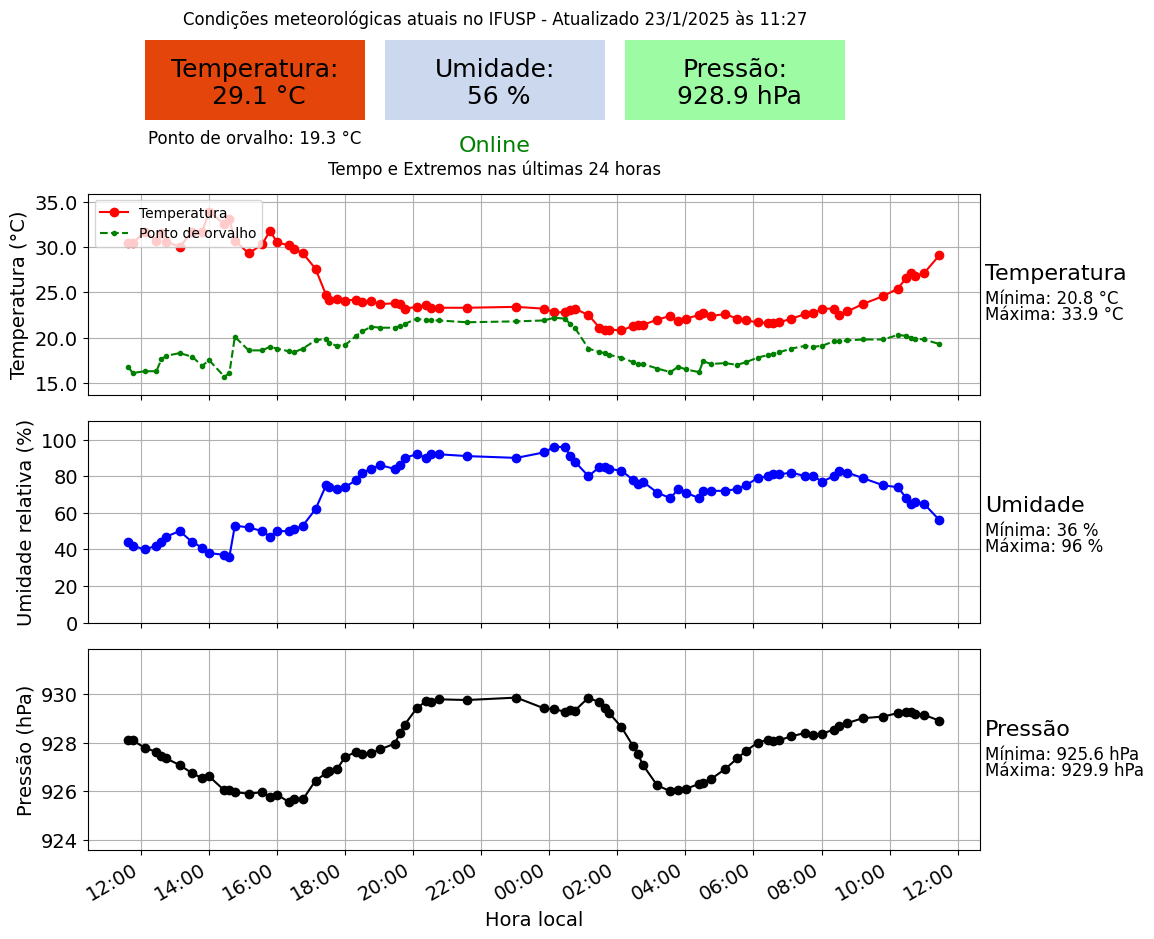 Condições meteorológicas atuais no IFUSP - Atualizado 23/1/2025 às 11:27
Temperatura:
29.1 °C
Umidade:
56 %
Pressão:
928.9 hPa
Ponto de orvalho: 19.3 °C
Online
Tempo e Extremos nas últimas 24 horas
Temperatura (°C)
35.0
30.0
25.0
20.0
15.0
Temperatura
Ponto de orvalho
Temperatura
Mínima: 20.8 °C
Máxima: 33.9 °C
Umidade relativa (%)
100
80
60
40
20
0
Umidade
Mínima: 36 %
Máxima: 96 %
Pressão (hPa)
930
928
926
924
Pressão
Mínima: 925.6 hPa
Máxima: 929.9 hPa
12:00
14:00
16:00
18:00
20:00
22:00
00:00
02:00
04:00
06:00
08:00
10:00
12:00
Hora local